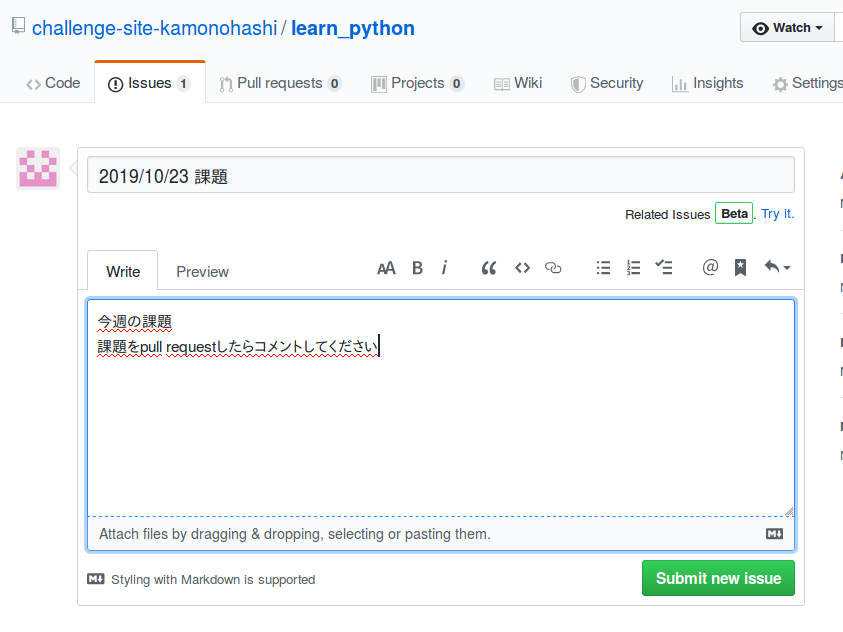 challenge-site-kamonohashi / learn_python
Watch
Code
Issues 1
Pull requests 0
Projects 0
Wiki
Security
Insights
Settings
2019/10/23 課題
Related Issues Beta. Try it.
Write
Preview
AA B i “ <> @
今週の課題
課題をpull requestしたらコメントしてください
Attach files by dragging & dropping, selecting or pasting them.
Styling with Markdown is supported
Submit new issue